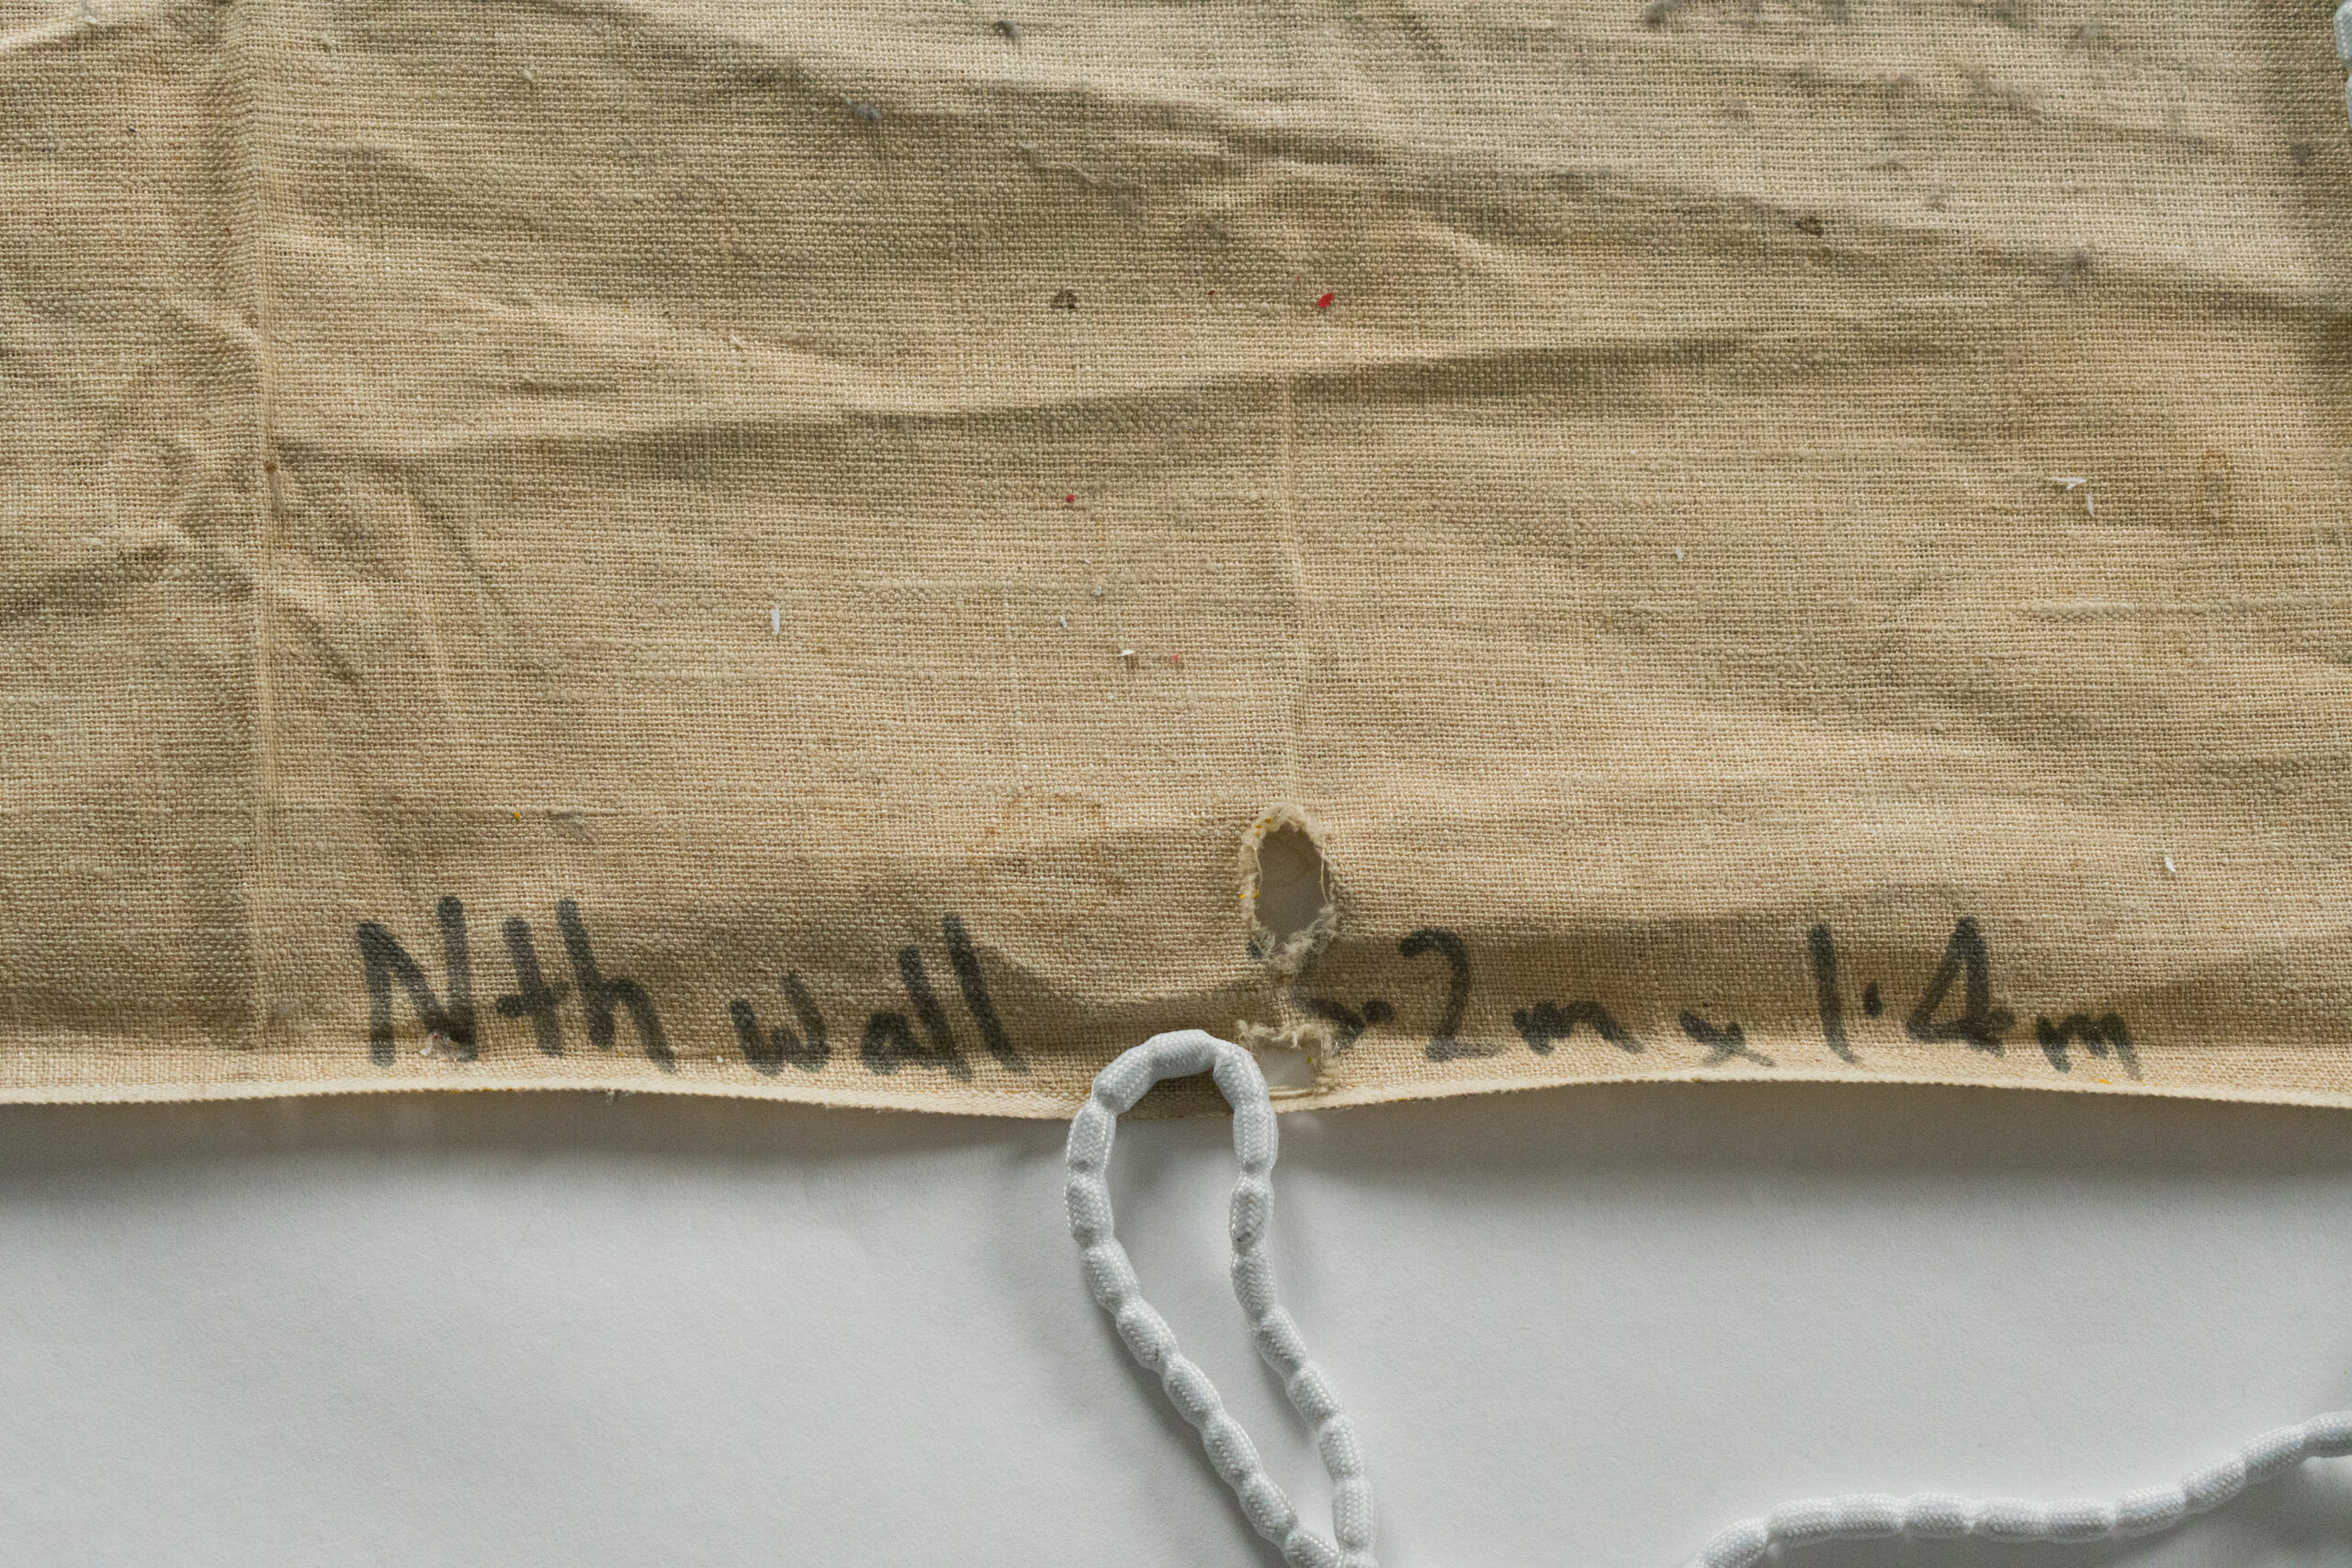 Nth wall 2m x 1.4m